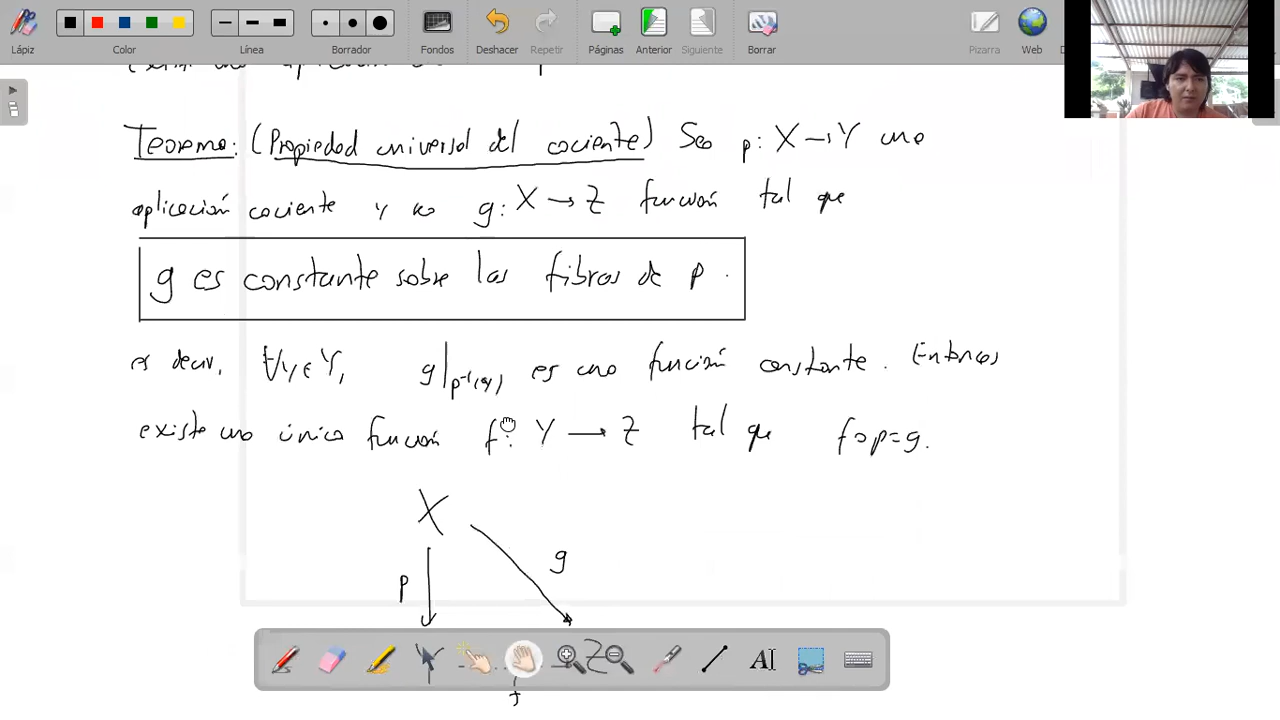 Lápiz Color Línea Borrador Fondos Deshacer Repetir Páginas Anterior Siguiente Borrar Pizarra Web
Teorema: (Propiedad universal del cociente) Sea p: X → Y una
aplicación cociente y sea g: X → Z función tal que
g es constante sobre las fibras de p.
es decir, ∀y∈Y, g|p⁻¹(y) es una función constante. Entonces
existe una única función f: Y → Z tal que f∘p=g.
X
g
p
Z
f
AI